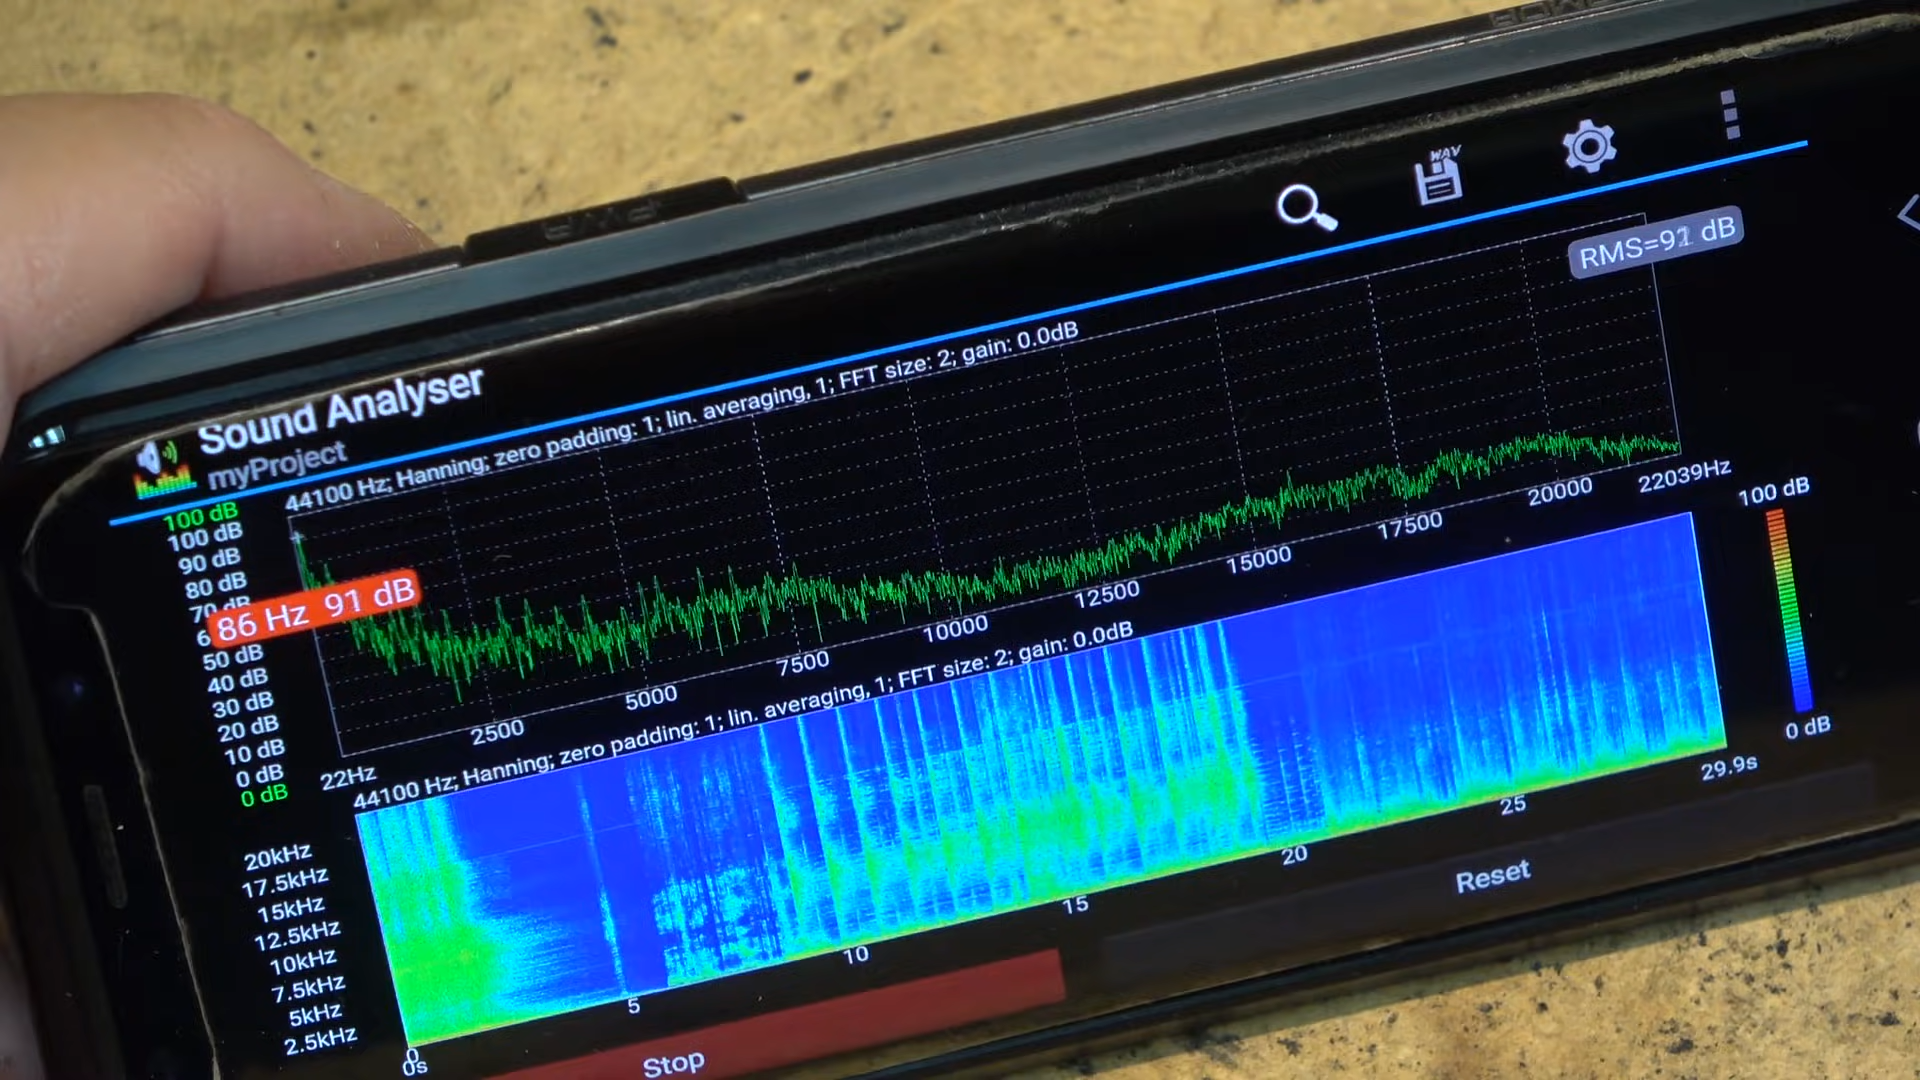 WAV
RMS=91 dB
Sound Analyser
myProject
44100 Hz; Hanning; zero padding: 1; lin. averaging, 1; FFT size: 2; gain: 0.0dB
100 dB
100 dB
90 dB
80 dB
70 dB
86 Hz 91 dB
50 dB
40 dB
30 dB
20 dB
10 dB
0 dB
0 dB
22Hz
2500
5000
7500
10000
12500
15000
17500
20000
22039Hz
44100 Hz; Hanning; zero padding: 1; lin. averaging, 1; FFT size: 2; gain: 0.0dB
100 dB
0 dB
20kHz
17.5kHz
15kHz
12.5kHz
10kHz
7.5kHz
5kHz
2.5kHz
0
0s
5
10
15
20
25
29.9s
Stop
Reset